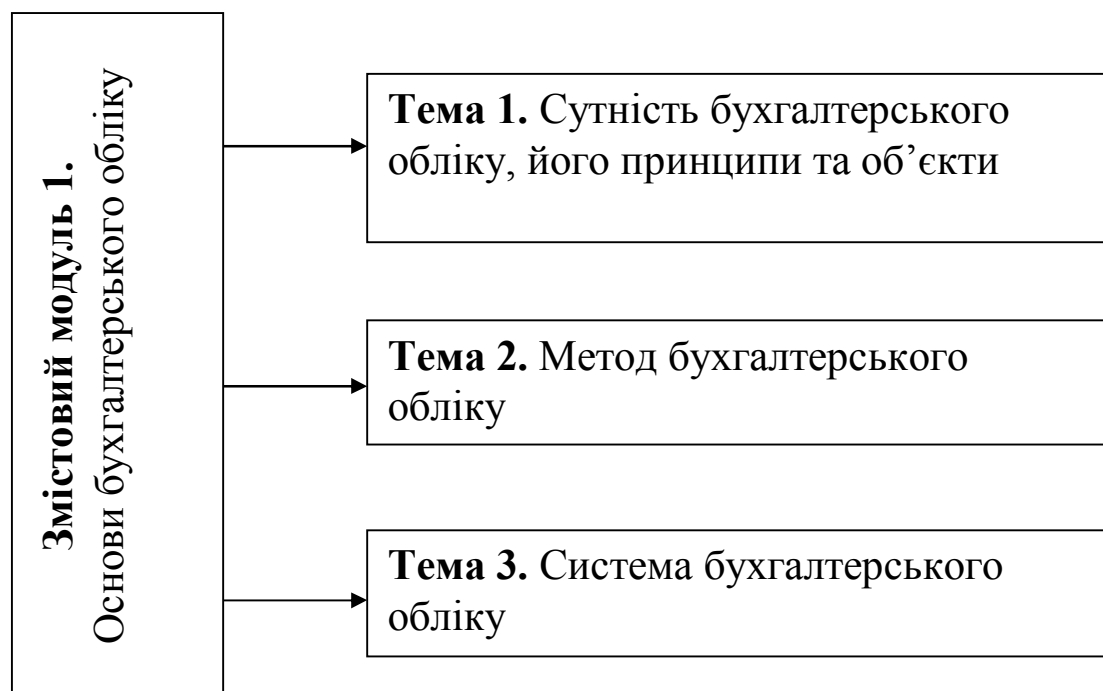 Змістовий модуль 1.
Основи бухгалтерського обліку
Тема 1. Сутність бухгалтерського
обліку, його принципи та об’єкти
Тема 2. Метод бухгалтерського
обліку
Тема 3. Система бухгалтерського
обліку